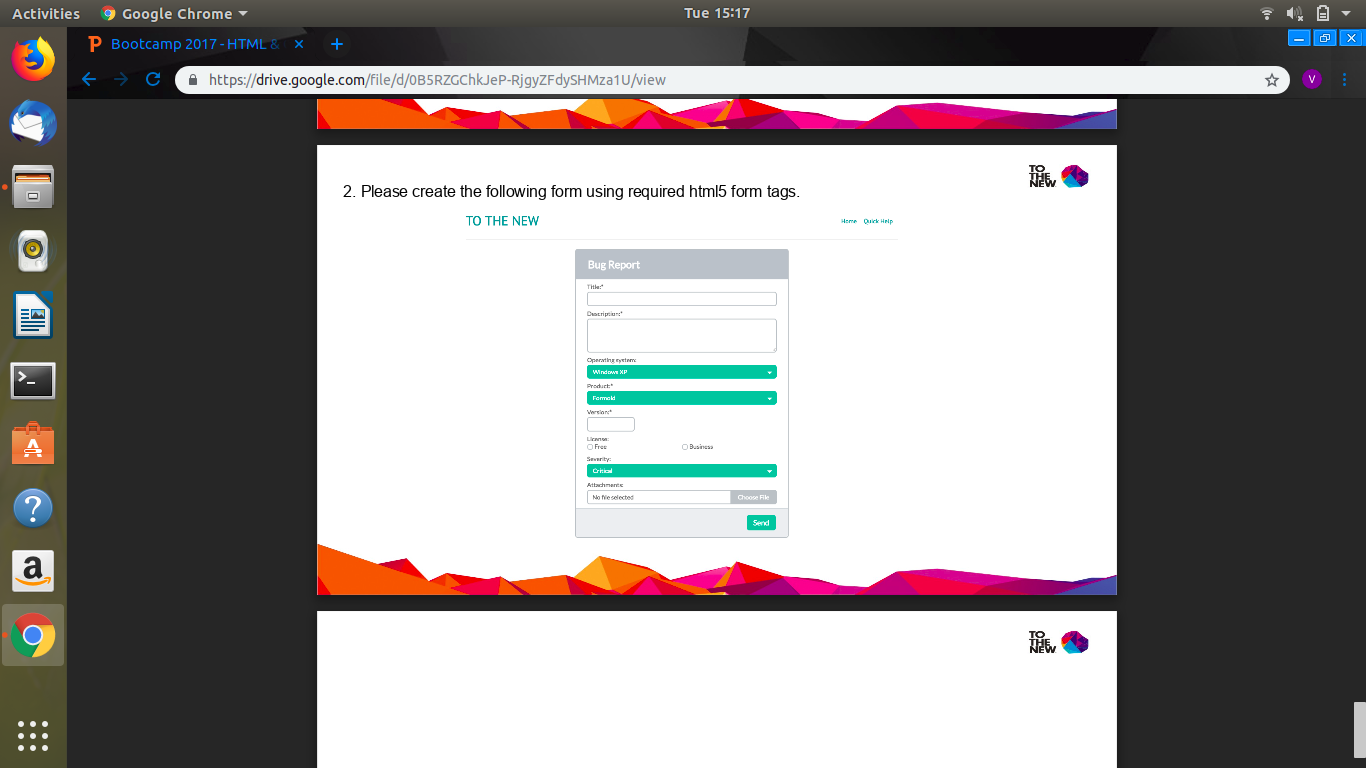 Activities
Google Chrome
Tue 15:17
Bootcamp 2017 - HTML &
https://drive.google.com/file/d/0B5RZGChkJeP-RjgyZFdySHMza1U/view
V
TO
THE
NEW
2. Please create the following form using required html5 form tags.
TO THE NEW
Home Quick Help
Bug Report
Title:*
Description:*
Operating system:
Windows XP
Product:*
Formoid
Version:*
License:
Free Business
Severity:
Critical
Attachments:
No file selected Choose File
Send
TO
THE
NEW